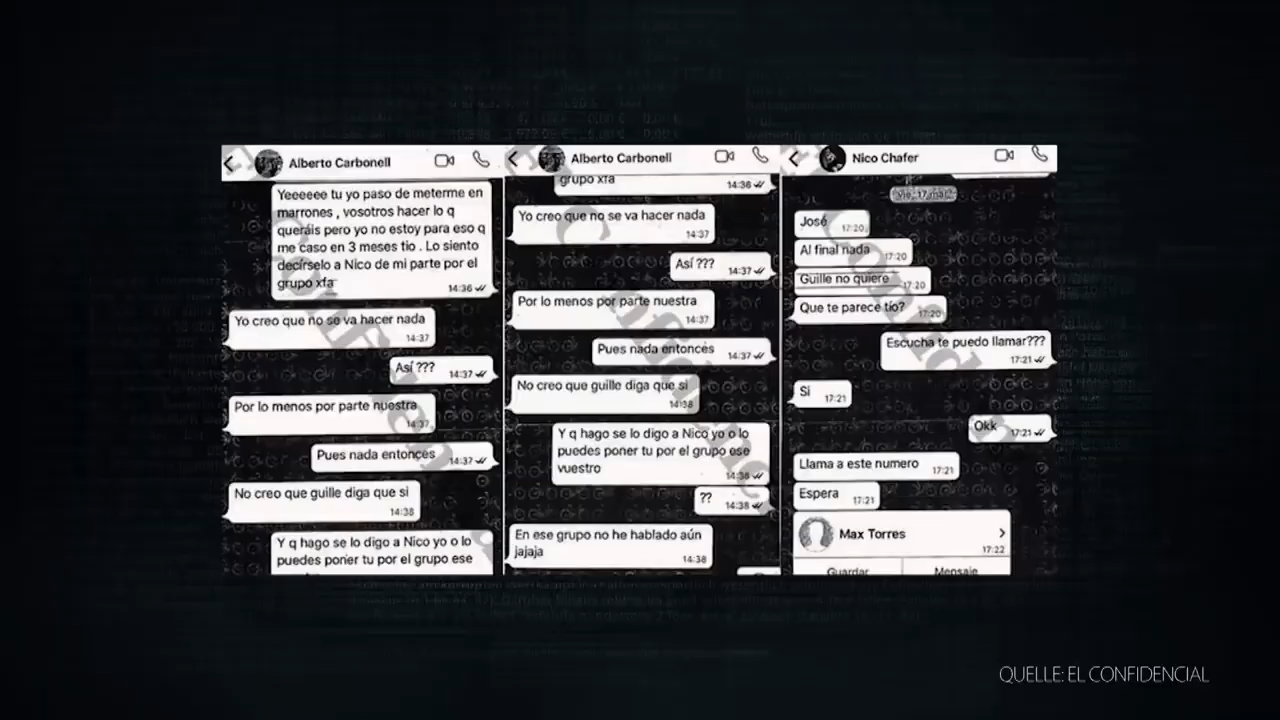 Alberto Carbonell
Yeeeeee tu yo paso de meterme en
marrones , vosotros hacer lo q
queráis pero yo no estoy para eso q
me caso en 3 meses tio . Lo siento
decírselo a Nico de mi parte por el
grupo xfa
14:36
Yo creo que no se va hacer nada
14:37
Así ???
14:37
Por lo menos por parte nuestra
14:37
Pues nada entonces
14:37
No creo que guille diga que si
14:38
Y q hago se lo digo a Nico yo o lo
puedes poner tu por el grupo ese
Alberto Carbonell
grupo xfa
14:36
Yo creo que no se va hacer nada
14:37
Así ???
14:37
Por lo menos por parte nuestra
14:37
Pues nada entonces
14:37
No creo que guille diga que si
14:38
Y q hago se lo digo a Nico yo o lo
puedes poner tu por el grupo ese
vuestro
14:38
??
14:38
En ese grupo no he hablado aún
jajaja
14:38
Nico Chafer
José
17:20
Al final nada
17:20
Guille no quiere
17:20
Que te parece tío?
17:20
Escucha te puedo llamar???
17:21
Si
17:21
Okk
17:21
Llama a este numero
17:21
Espera
17:21
Max Torres
17:22
Guardar
Mensaje
El Confidencial
QUELLE: EL CONFIDENCIAL